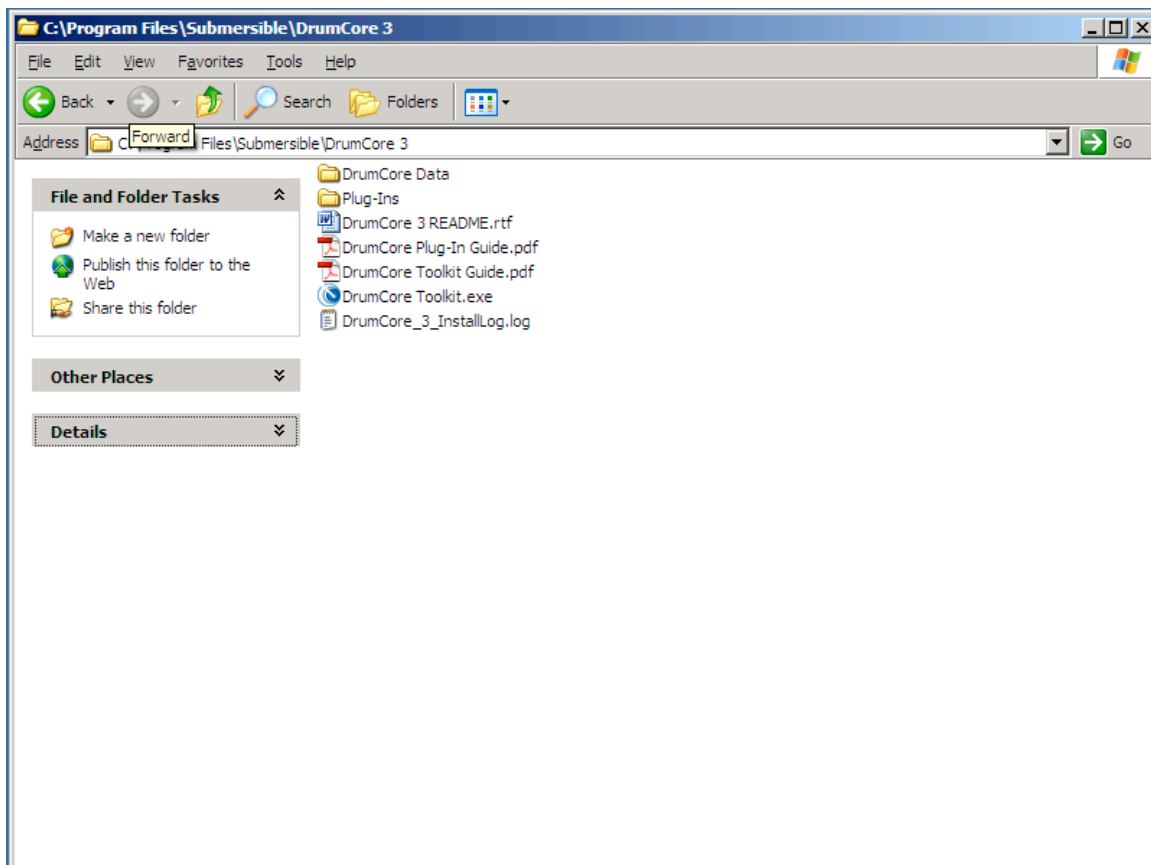 C:\Program Files\Submersible\DrumCore 3
File Edit View Favorites Tools Help
Back Search Folders
Forward
Address C:\Program Files\Submersible\DrumCore 3 Go
File and Folder Tasks
Make a new folder
Publish this folder to the
Web
Share this folder
Other Places
Details
DrumCore Data
Plug-Ins
DrumCore 3 README.rtf
DrumCore Plug-In Guide.pdf
DrumCore Toolkit Guide.pdf
DrumCore Toolkit.exe
DrumCore_3_InstallLog.log